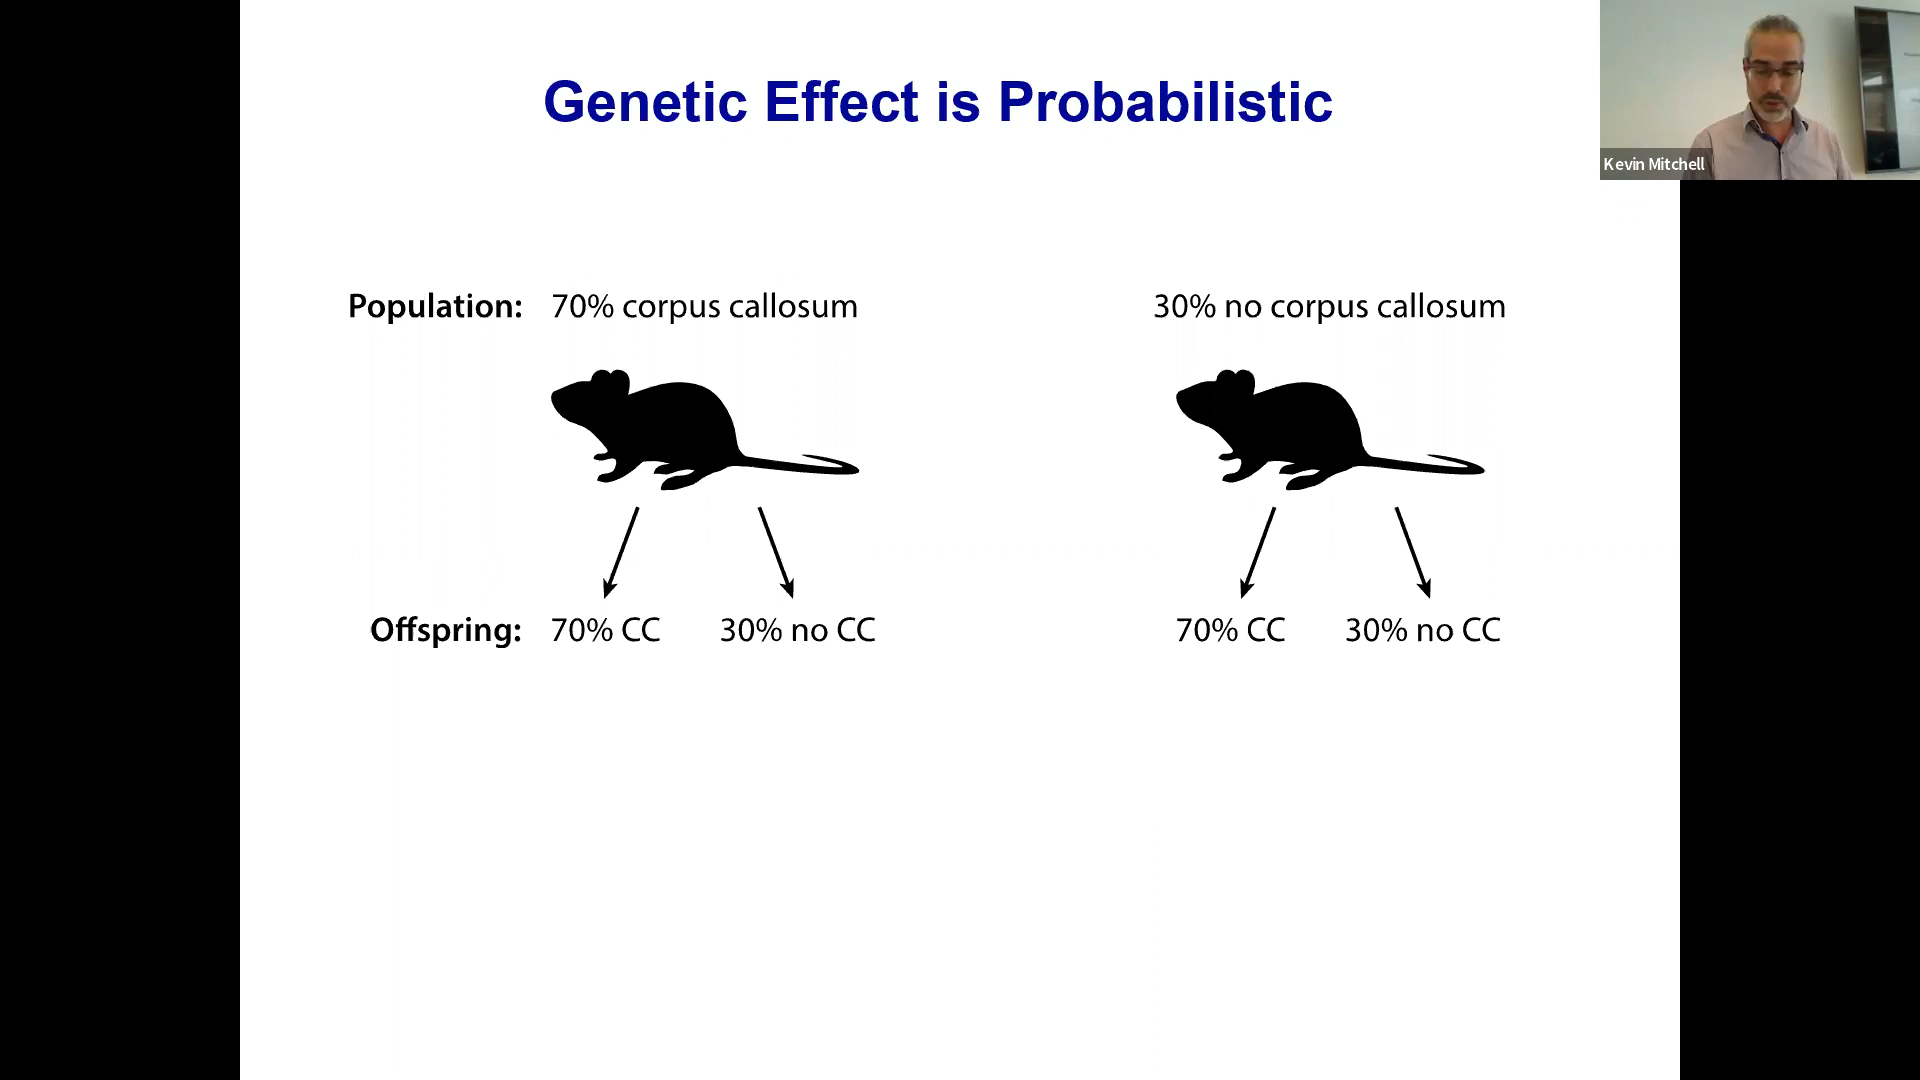 Genetic Effect is Probabilistic
Kevin Mitchell
Population: 70% corpus callosum 30% no corpus callosum
Offspring: 70% CC 30% no CC 70% CC 30% no CC